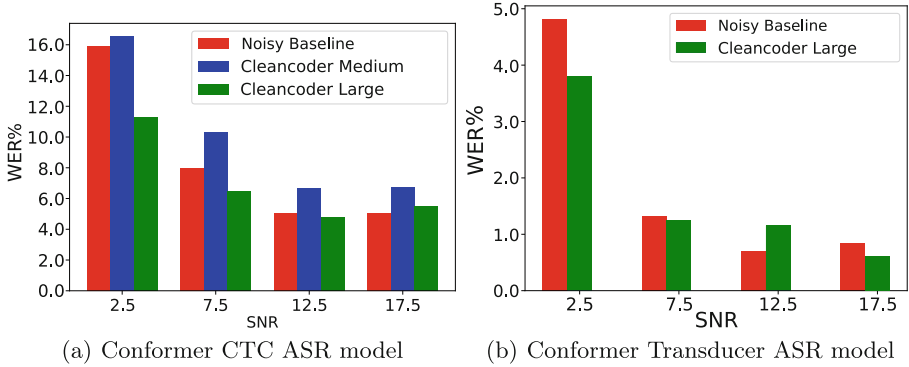 16.0
14.0
12.0
10.0
8.0
6.0
4.0
2.0
0.0
WER%
Noisy Baseline
Cleancoder Medium
Cleancoder Large
2.5 7.5 12.5 17.5
SNR
(a) Conformer CTC ASR model
5.0
4.0
3.0
2.0
1.0
0.0
WER%
Noisy Baseline
Cleancoder Large
2.5 7.5 12.5 17.5
SNR
(b) Conformer Transducer ASR model